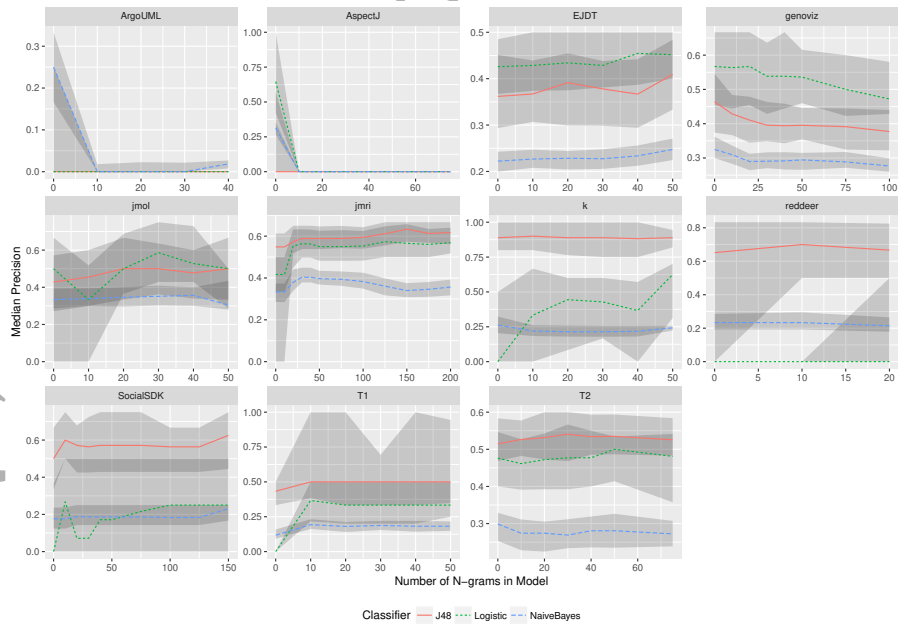 ArgoUML AspectJ EJDT genoviz
0.3 0.2 0.1 0.0
0 10 20 30 40
1.00 0.75 0.50 0.25 0.00
0 20 40 60
0.5 0.4 0.3 0.2
0 10 20 30 40 50
0.6 0.5 0.4 0.3
0 25 50 75 100
jmol jmri k reddeer
0.6 0.4 0.2 0.0
0 10 20 30 40 50
0.6 0.4 0.2 0.0
0 50 100 150 200
1.00 0.75 0.50 0.25 0.00
0 10 20 30 40 50
0.8 0.6 0.4 0.2 0.0
0 5 10 15 20
Median Precision
SocialSDK T1 T2
0.6 0.4 0.2 0.0
0 50 100 150
1.00 0.75 0.50 0.25 0.00
0 10 20 30 40 50
0.6 0.5 0.4 0.3
0 20 40 60
Number of N-grams in Model
Classifier J48 Logistic NaiveBayes